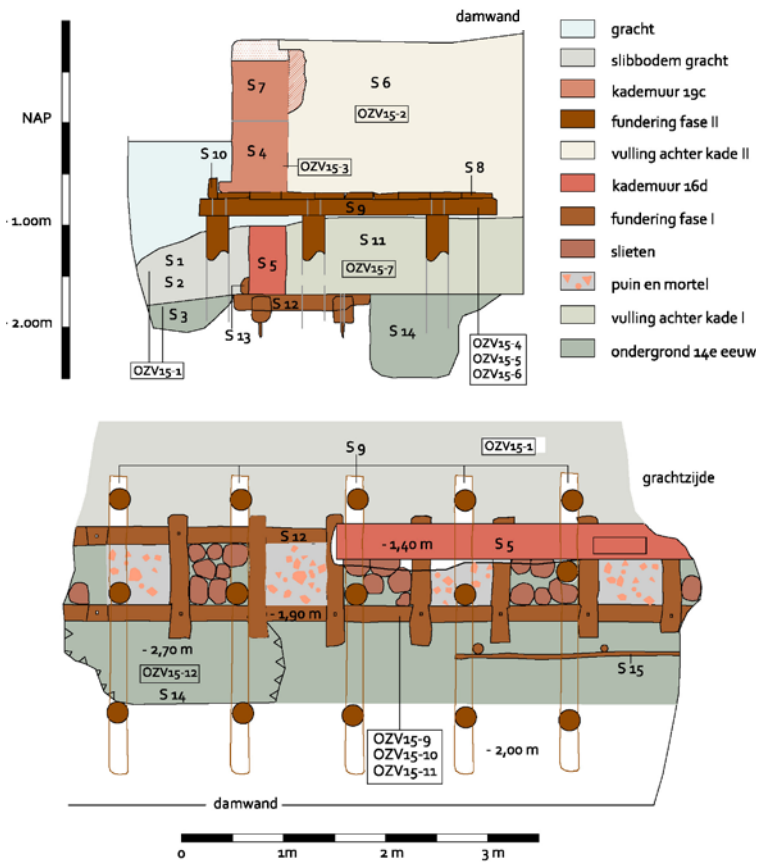 damwand
NAP
- 1.00m
- 2.00m
S 7
S 6
OZV15-2
S 10
S 4
OZV15-3
S 8
S 9
S 1
S 2
S 5
S 11
OZV15-7
S 3
S 12
S 13
S 14
OZV15-1
OZV15-4
OZV15-5
OZV15-6
gracht
slibbodem gracht
kademuur 19c
fundering fase II
vulling achter kade II
kademuur 16d
fundering fase I
slieten
puin en mortel
vulling achter kade I
ondergrond 14e eeuw
S 9
OZV15-1
grachtzijde
S 12
- 1,40 m
S 5
- 1,90 m
- 2,70 m
OZV15-12
S 14
S 15
OZV15-9
OZV15-10
OZV15-11
- 2,00 m
damwand
0
1m
2 m
3 m